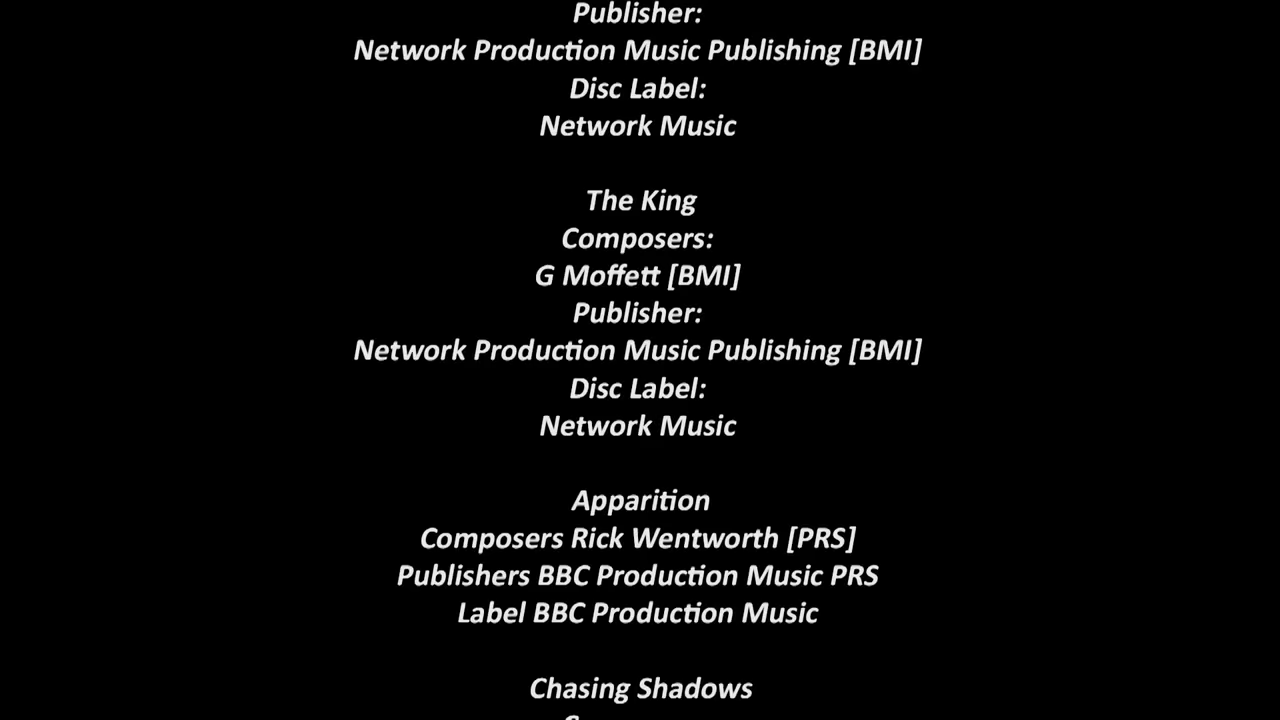 Publisher:
Network Production Music Publishing [BMI]
Disc Label:
Network Music
The King
Composers:
G Moffett [BMI]
Publisher:
Network Production Music Publishing [BMI]
Disc Label:
Network Music
Apparition
Composers Rick Wentworth [PRS]
Publishers BBC Production Music PRS
Label BBC Production Music
Chasing Shadows